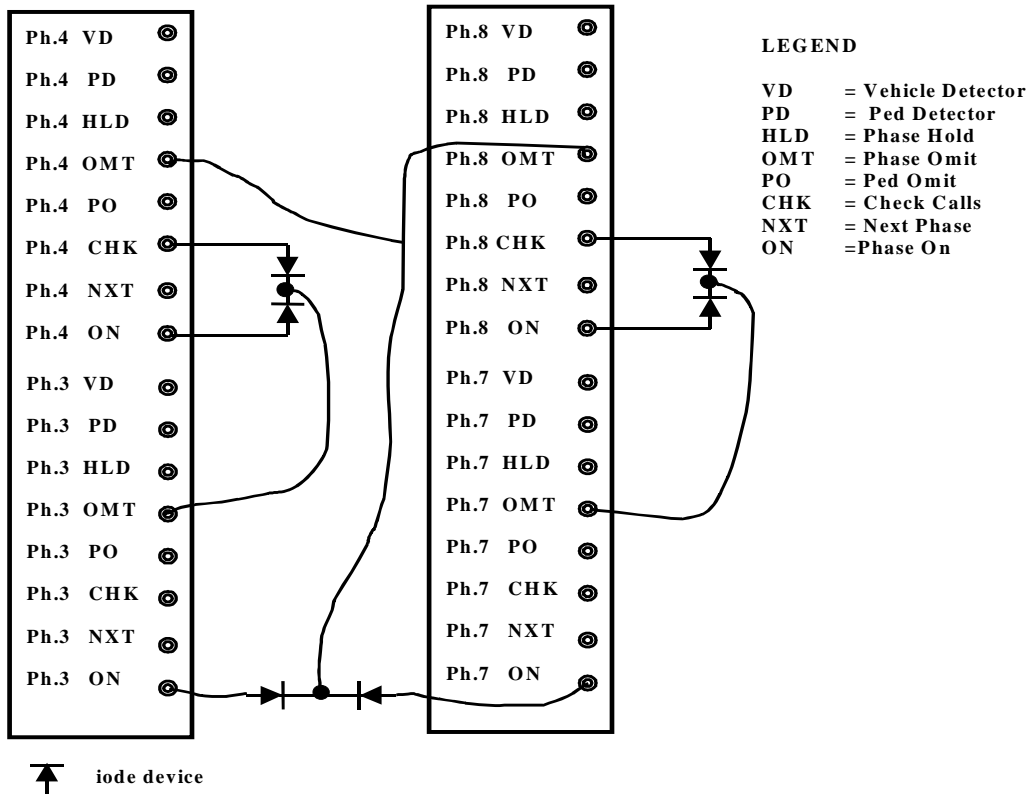 Ph.4 VD
Ph.4 PD
Ph.4 HLD
Ph.4 OMT
Ph.4 PO
Ph.4 CHK
Ph.4 NXT
Ph.4 ON
Ph.3 VD
Ph.3 PD
Ph.3 HLD
Ph.3 OMT
Ph.3 PO
Ph.3 CHK
Ph.3 NXT
Ph.3 ON
Ph.8 VD
Ph.8 PD
Ph.8 HLD
Ph.8 OMT
Ph.8 PO
Ph.8 CHK
Ph.8 NXT
Ph.8 ON
Ph.7 VD
Ph.7 PD
Ph.7 HLD
Ph.7 OMT
Ph.7 PO
Ph.7 CHK
Ph.7 NXT
Ph.7 ON
LEGEND
VD = Vehicle Detector
PD = Ped Detector
HLD = Phase Hold
OMT = Phase Omit
PO = Ped Omit
CHK = Check Calls
NXT = Next Phase
ON =Phase On
iode device